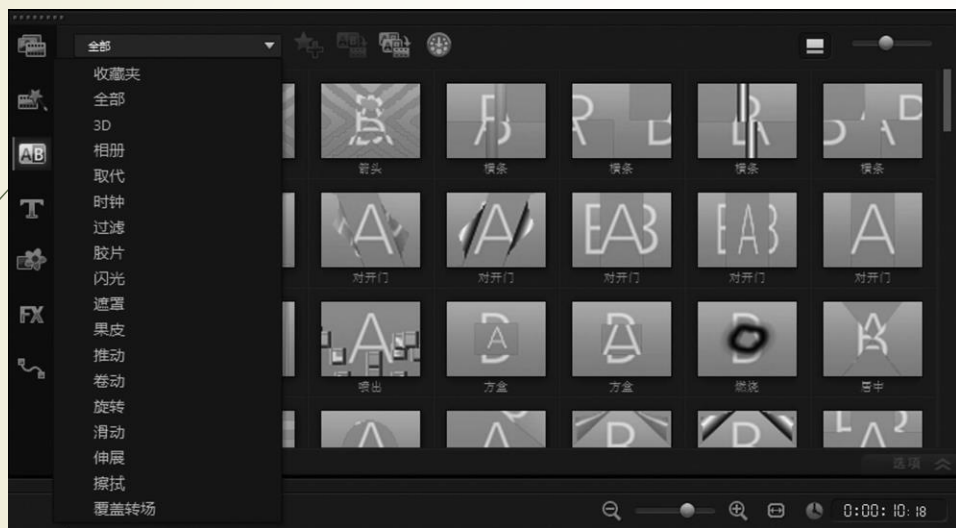 全部
收藏夹
全部
3D
相册
取代
时钟
过滤
胶片
闪光
遮罩
果皮
推动
卷动
旋转
滑动
伸展
擦拭
覆盖转场
AB
T
FX
箭头 横条 横条 横条 横条
对开门 对开门 对开门 对开门 对开门
喷出 方盒 方盒 燃烧 居中
选项
0:00:10:18